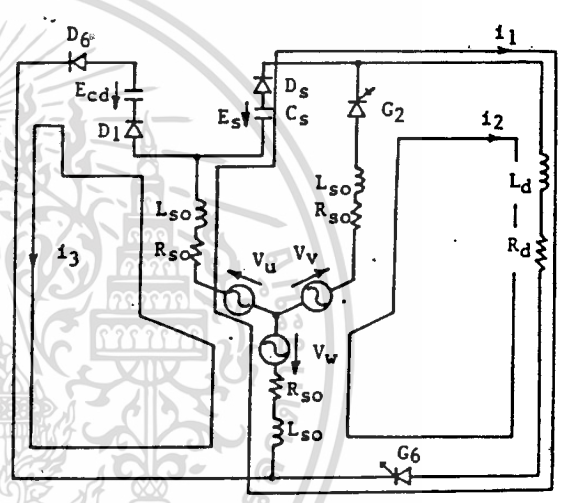 D6
i1
Ecd
Ds
Es
Cs
G2
D1
i2
Lso
Rso
Lso
Rso
Ld
Rd
i3
Vu
Vv
Vw
Rso
Lso
G6